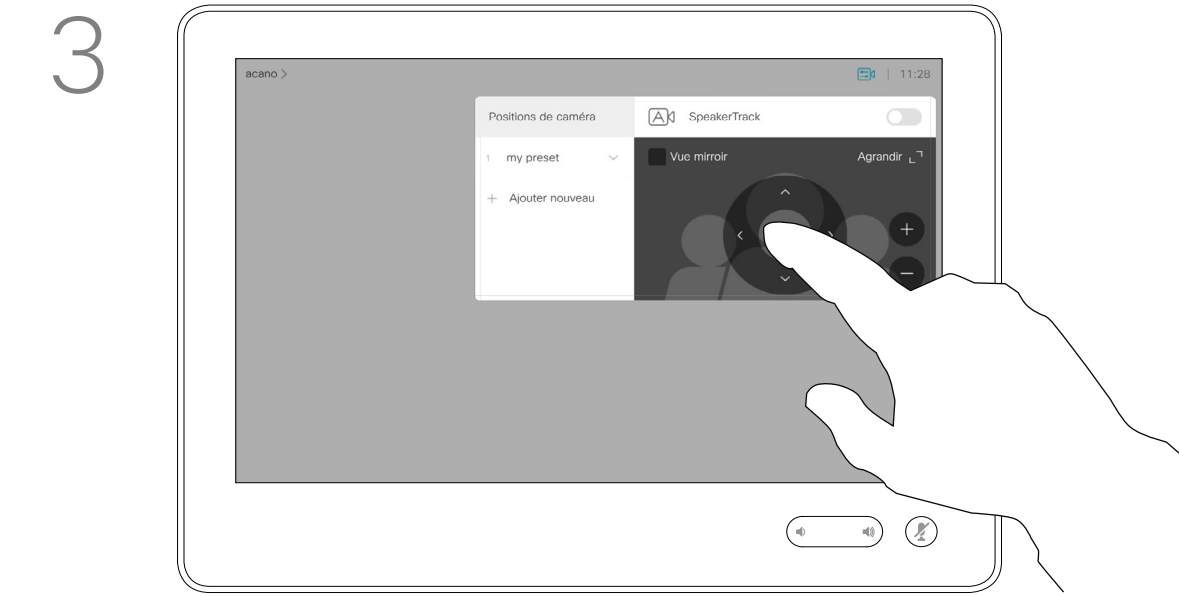 3
acano >
11:28
Positions de caméra
A SpeakerTrack
1 my preset
Vue mirroir
Agrandir
+ Ajouter nouveau
+
−